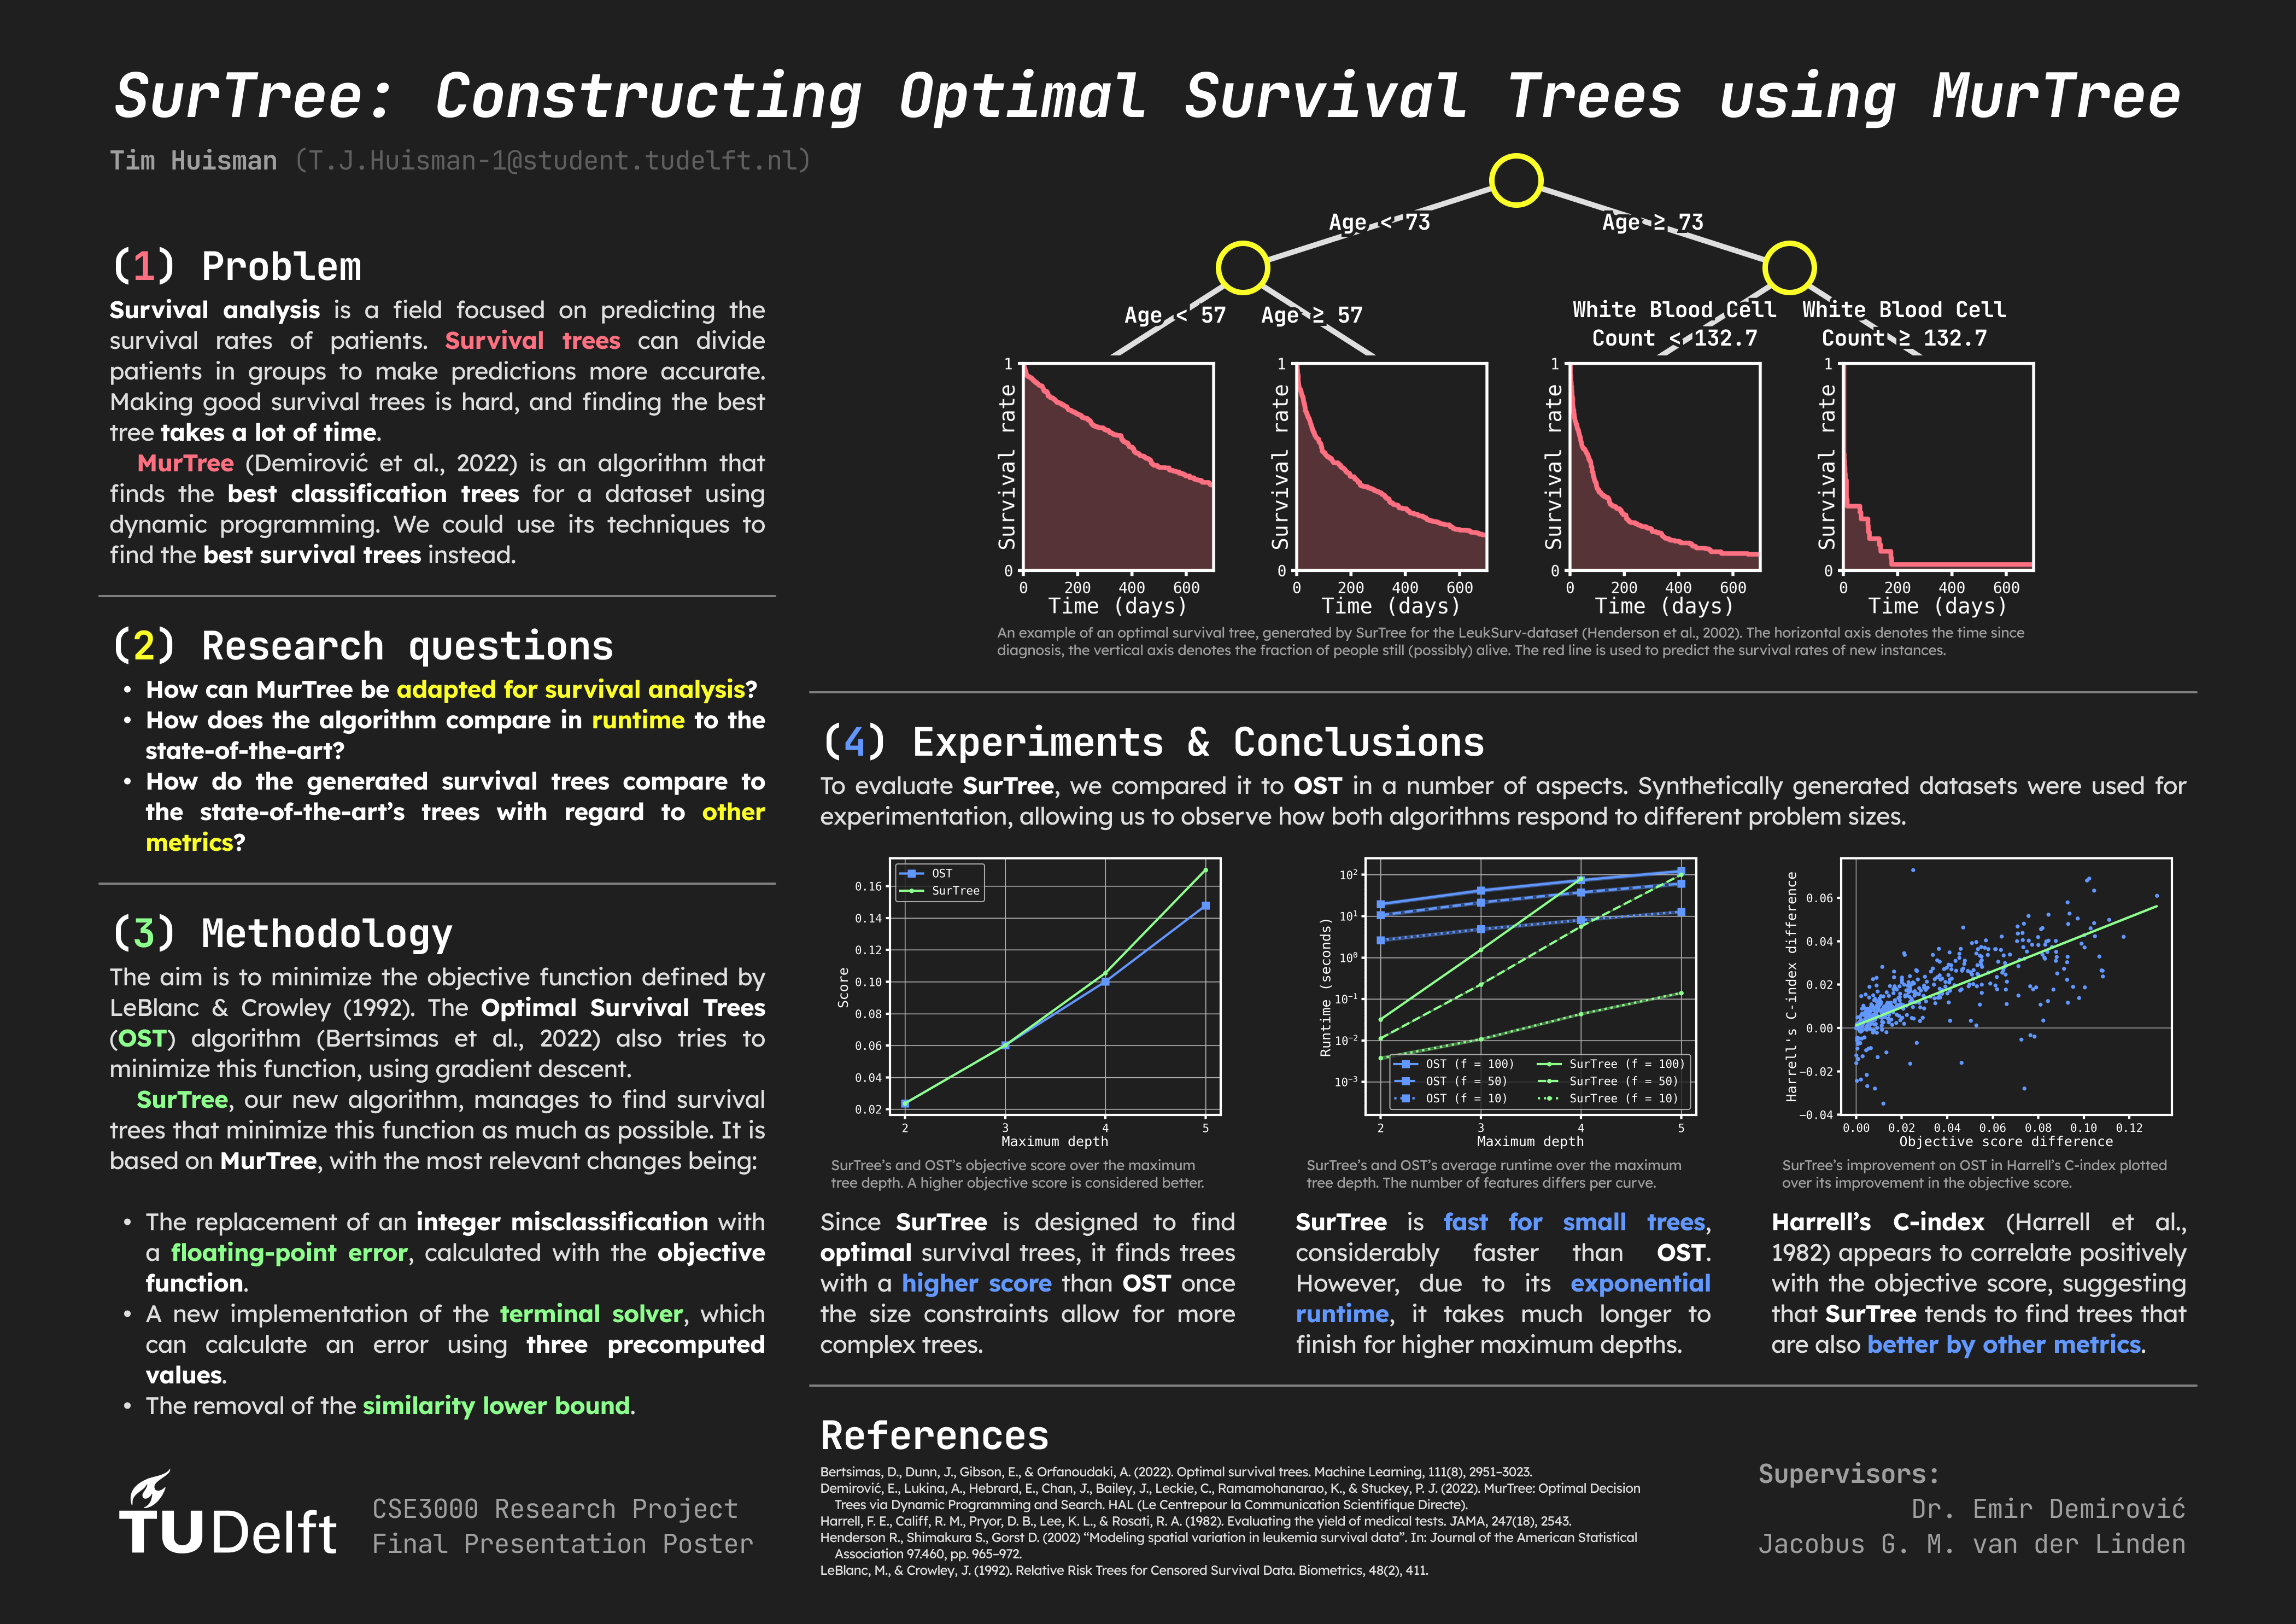 SurTree: Constructing Optimal Survival Trees using MurTree
Tim Huisman (T.J.Huisman-1@student.tudelft.nl)
(1) Problem
Survival analysis is a field focused on predicting the
survival rates of patients. Survival trees can divide
patients in groups to make predictions more accurate.
Making good survival trees is hard, and finding the best
tree takes a lot of time.
MurTree (Demirović et al., 2022) is an algorithm that
finds the best classification trees for a dataset using
dynamic programming. We could use its techniques to
find the best survival trees instead.
(2) Research questions
• How can MurTree be adapted for survival analysis?
• How does the algorithm compare in runtime to the
state-of-the-art?
• How do the generated survival trees compare to
the state-of-the-art's trees with regard to other
metrics?
(3) Methodology
The aim is to minimize the objective function defined by
LeBlanc & Crowley (1992). The Optimal Survival Trees
(OST) algorithm (Bertsimas et al., 2022) also tries to
minimize this function, using gradient descent.
SurTree, our new algorithm, manages to find survival
trees that minimize this function as much as possible. It is
based on MurTree, with the most relevant changes being:
• The replacement of an integer misclassification with
a floating-point error, calculated with the objective
function.
• A new implementation of the terminal solver, which
can calculate an error using three precomputed
values.
• The removal of the similarity lower bound.
TU Delft
CSE3000 Research Project
Final Presentation Poster
Age < 73
Age ≥ 73
Age < 57
Age ≥ 57
White Blood Cell
Count < 132.7
White Blood Cell
Count ≥ 132.7
1
Survival rate
0
0 200 400 600
Time (days)
1
Survival rate
0
0 200 400 600
Time (days)
1
Survival rate
0
0 200 400 600
Time (days)
1
Survival rate
0
0 200 400 600
Time (days)
An example of an optimal survival tree, generated by SurTree for the LeukSurv-dataset (Henderson et al., 2002). The horizontal axis denotes the time since
diagnosis, the vertical axis denotes the fraction of people still (possibly) alive. The red line is used to predict the survival rates of new instances.
(4) Experiments & Conclusions
To evaluate SurTree, we compared it to OST in a number of aspects. Synthetically generated datasets were used for
experimentation, allowing us to observe how both algorithms respond to different problem sizes.
OST
SurTree
0.16
0.14
0.12
0.10
0.08
0.06
0.04
0.02
Score
2 3 4 5
Maximum depth
SurTree's and OST's objective score over the maximum
tree depth. A higher objective score is considered better.
Since SurTree is designed to find
optimal survival trees, it finds trees
with a higher score than OST once
the size constraints allow for more
complex trees.
10²
10¹
10⁰
10⁻¹
10⁻²
10⁻³
Runtime (seconds)
OST (f = 100) SurTree (f = 100)
OST (f = 50) SurTree (f = 50)
OST (f = 10) SurTree (f = 10)
2 3 4 5
Maximum depth
SurTree's and OST's average runtime over the maximum
tree depth. The number of features differs per curve.
SurTree is fast for small trees,
considerably faster than OST.
However, due to its exponential
runtime, it takes much longer to
finish for higher maximum depths.
0.06
0.04
0.02
0.00
−0.02
−0.04
Harrell's C-index difference
0.00 0.02 0.04 0.06 0.08 0.10 0.12
Objective score difference
SurTree's improvement on OST in Harrell's C-index plotted
over its improvement in the objective score.
Harrell's C-index (Harrell et al.,
1982) appears to correlate positively
with the objective score, suggesting
that SurTree tends to find trees that
are also better by other metrics.
References
Bertsimas, D., Dunn, J., Gibson, E., & Orfanoudaki, A. (2022). Optimal survival trees. Machine Learning, 111(8), 2951–3023.
Demirović, E., Lukina, A., Hebrard, E., Chan, J., Bailey, J., Leckie, C., Ramamohanarao, K., & Stuckey, P. J. (2022). MurTree: Optimal Decision
Trees via Dynamic Programming and Search. HAL (Le Centrepour la Communication Scientifique Directe).
Harrell, F. E., Califf, R. M., Pryor, D. B., Lee, K. L., & Rosati, R. A. (1982). Evaluating the yield of medical tests. JAMA, 247(18), 2543.
Henderson R., Shimakura S., Gorst D. (2002) “Modeling spatial variation in leukemia survival data”. In: Journal of the American Statistical
Association 97.460, pp. 965–972.
LeBlanc, M., & Crowley, J. (1992). Relative Risk Trees for Censored Survival Data. Biometrics, 48(2), 411.
Supervisors:
Dr. Emir Demirović
Jacobus G. M. van der Linden